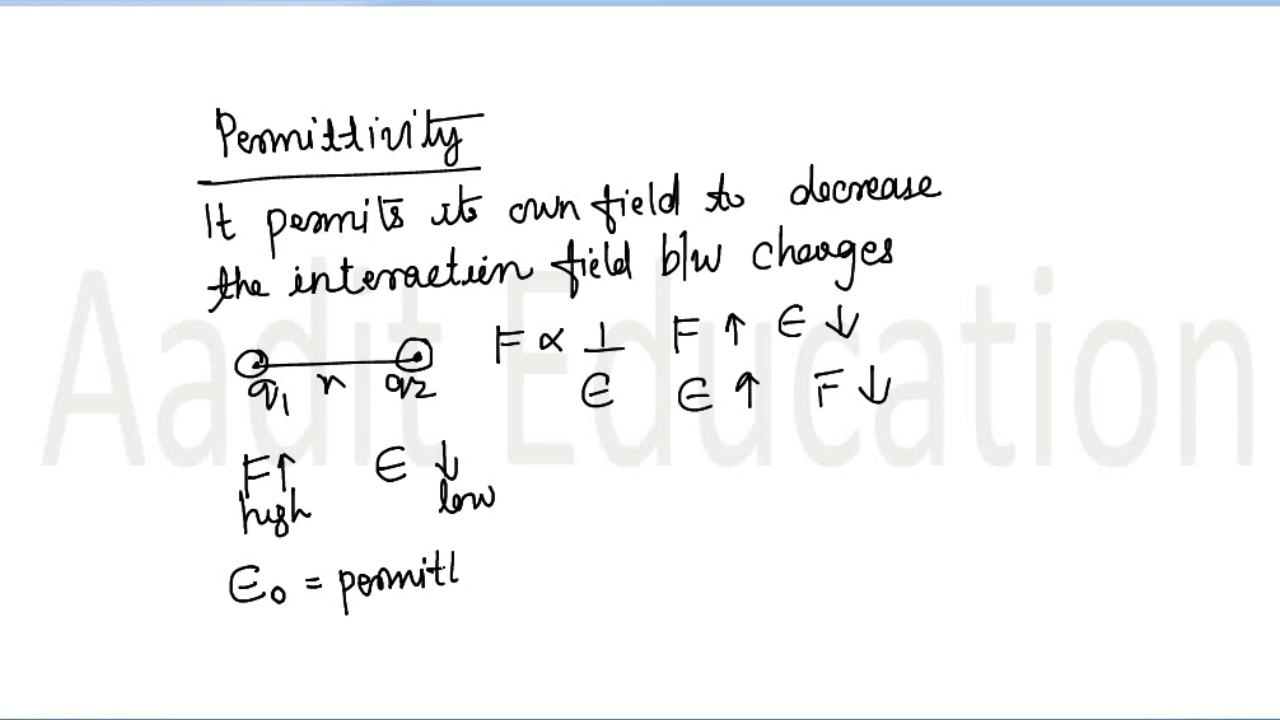 Permittivity
It permits its own field to decrease
the interaction field b/w charges
F ∝ 1/ϵ F ↑ ϵ ↓
q1 r q2 ϵ ↑ F ↓
F↑ ϵ ↓
high low
ϵ0 = permitt
Aadit Education